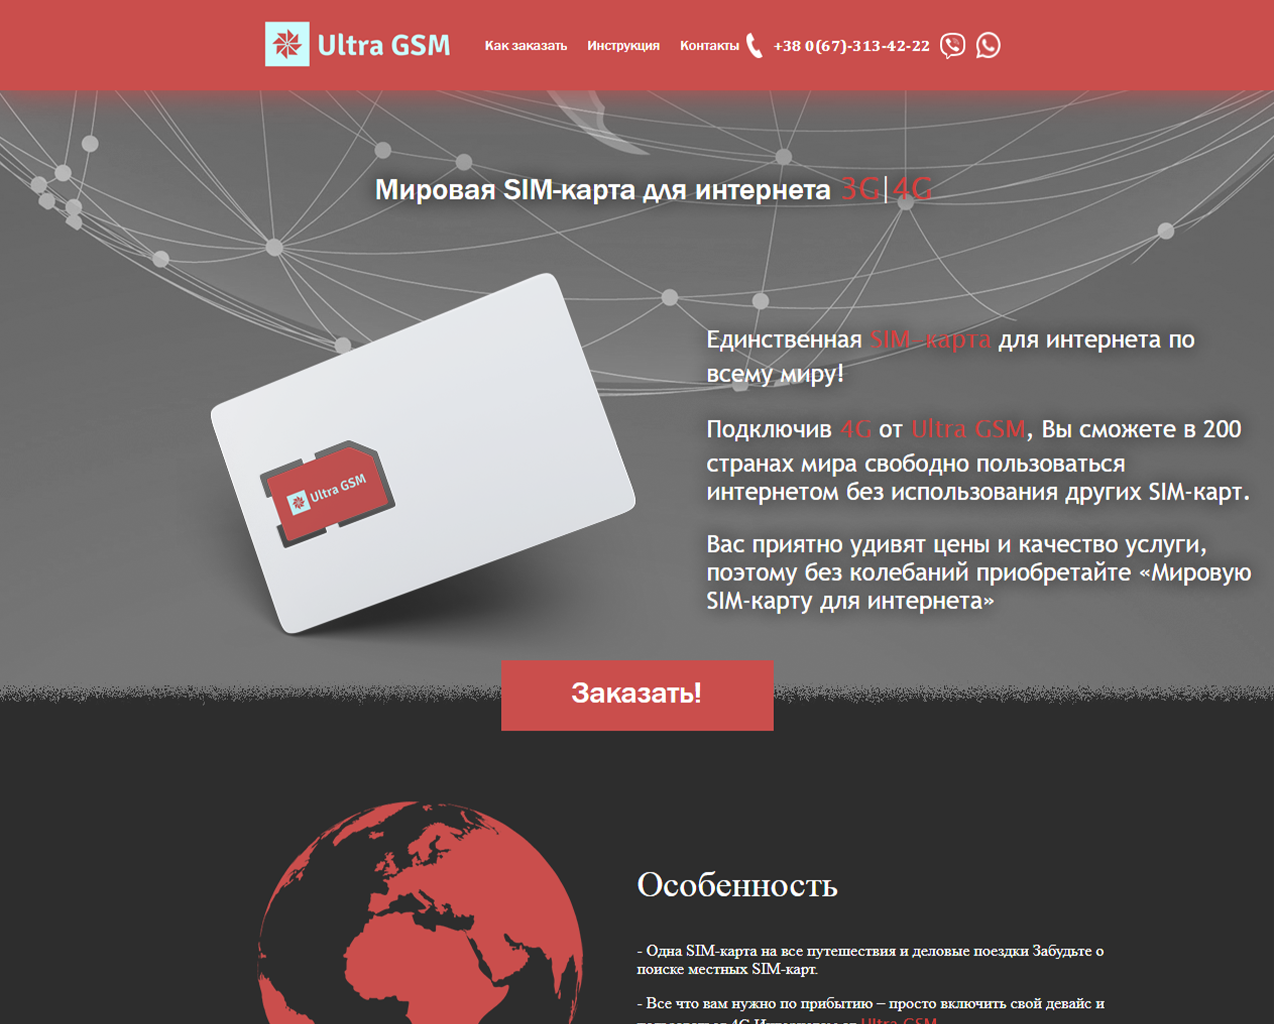 Ultra GSM
Как заказать Инструкция Контакты +38 0(67)-313-42-22
Мировая SIM-карта для интернета 3G|4G
Единственная SIM-карта для интернета по
всему миру!
Подключив 4G от Ultra GSM, Вы сможете в 200
странах мира свободно пользоваться
интернетом без использования других SIM-карт.
Ultra GSM
Вас приятно удивят цены и качество услуги,
поэтому без колебаний приобретайте «Мировую
SIM-карту для интернета»
Заказать!
Особенность
- Одна SIM-карта на все путешествия и деловые поездки Забудьте о
поиске местных SIM-карт.
- Все что вам нужно по прибытию – просто включить свой девайс и
4G Ultra GSM